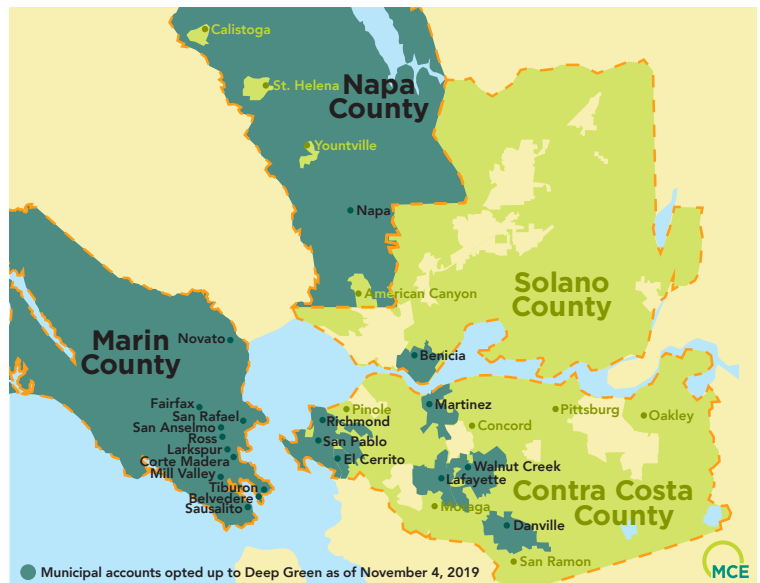 Calistoga
St. Helena
Napa
County
Yountville
Napa
American Canyon
Solano
County
Marin
County
Novato
Benicia
Fairfax
San Rafael
San Anselmo
Ross
Larkspur
Corte Madera
Mill Valley
Tiburon
Belvedere
Sausalito
Pinole
Richmond
San Pablo
El Cerrito
Martinez
Concord
Pittsburg
Oakley
Walnut Creek
Lafayette
Moraga
Contra Costa
County
Danville
San Ramon
Municipal accounts opted up to Deep Green as of November 4, 2019
MCE